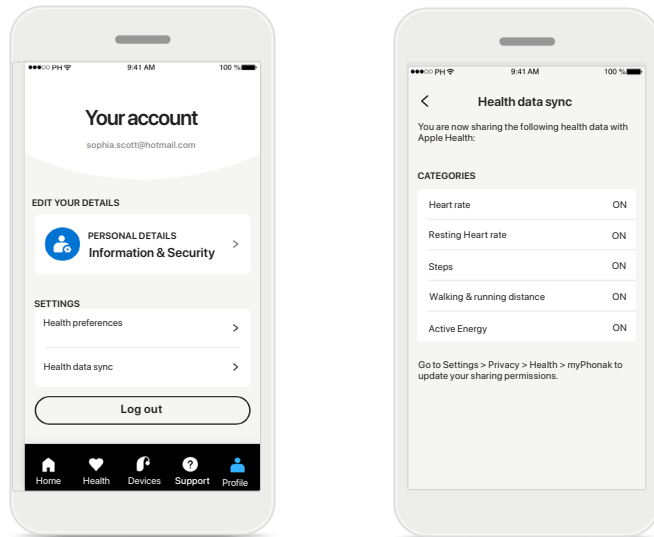 ●●●○○ PH 9:41 AM 100 %
Your account
sophia.scott@hotmail.com
EDIT YOUR DETAILS
PERSONAL DETAILS
Information & Security
SETTINGS
Health preferences
Health data sync
Log out
Home Health Devices Support Profile
●●●○○ PH 9:41 AM 100 %
Health data sync
You are now sharing the following health data with
Apple Health:
CATEGORIES
Heart rate ON
Resting Heart rate ON
Steps ON
Walking & running distance ON
Active Energy ON
Go to Settings > Privacy > Health > myPhonak to
update your sharing permissions.